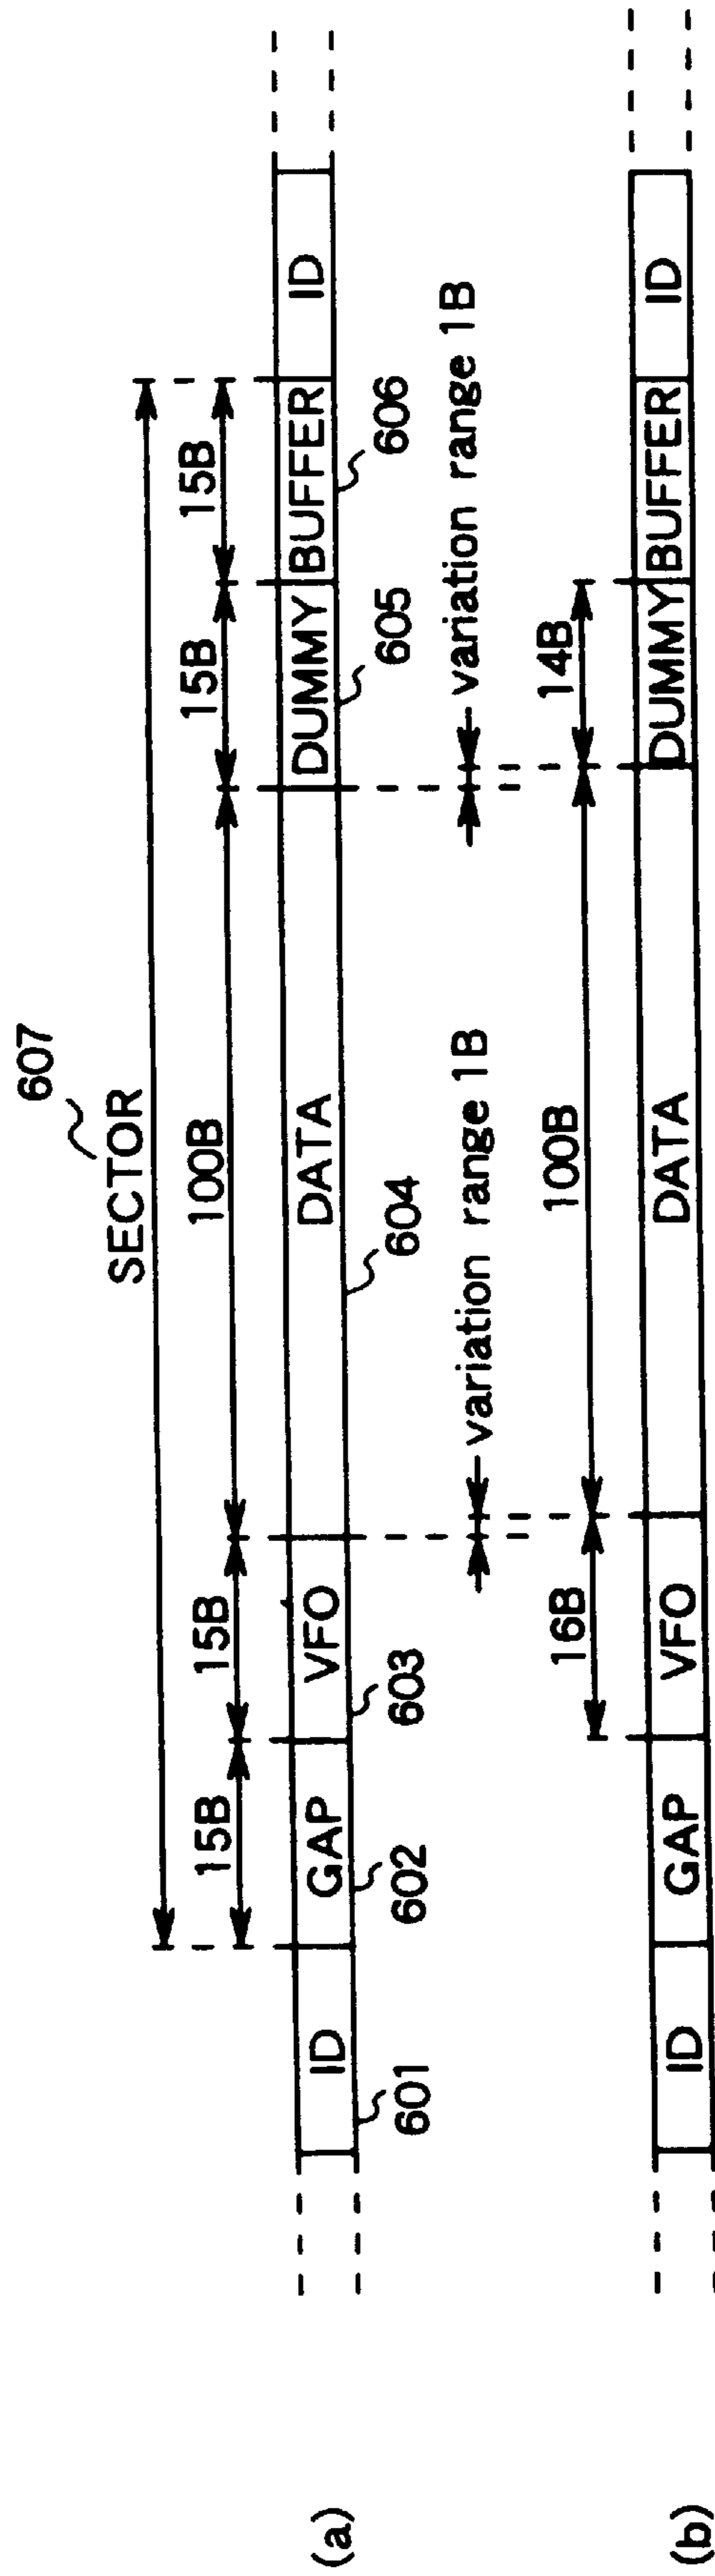 607
SECTOR
15B 15B 100B 15B 15B
ID GAP VFO DATA DUMMY BUFFER ID
(a)
601 602 603 604 605 606
variation range 1B variation range 1B
16B 100B 14B
ID GAP VFO DATA DUMMY BUFFER ID
(b)